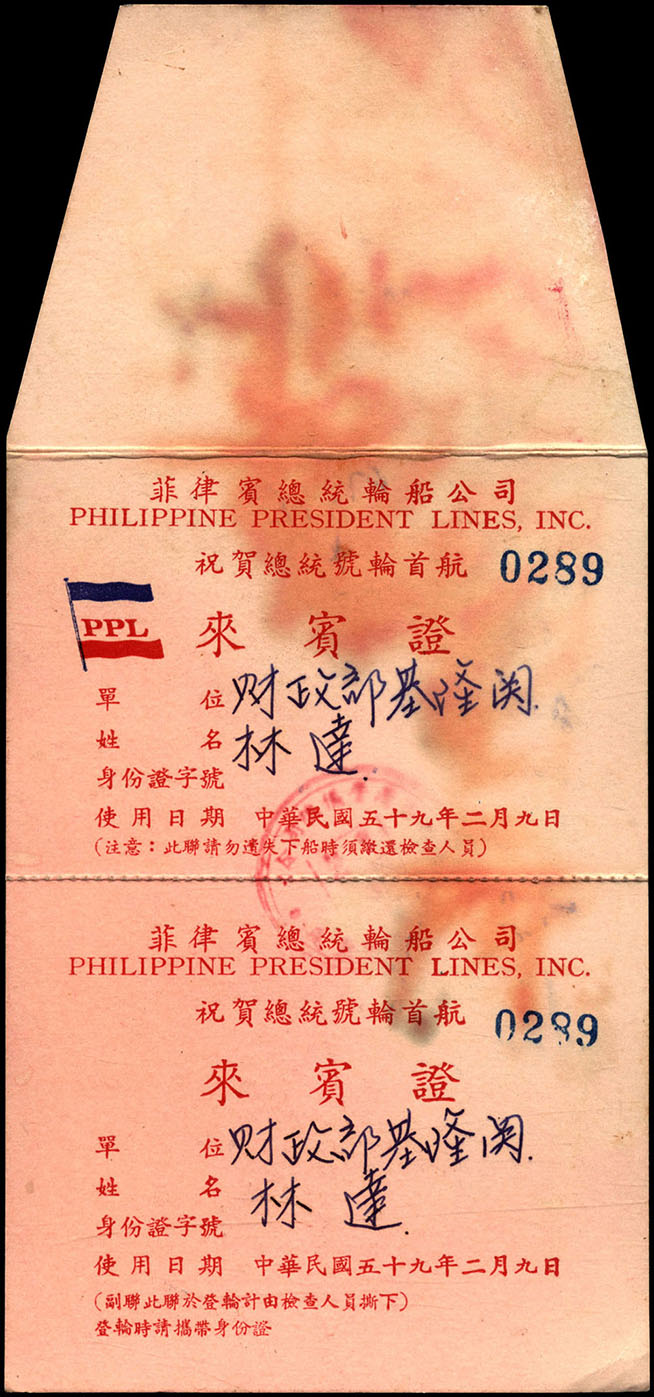 菲律賓總統輪船公司
PHILIPPINE PRESIDENT LINES, INC.
祝賀總統號輪首航 0289
PPL
來賓證
單位 财政部基隆関.
姓名 林達.
身份證字號
使用日期 中華民國五十九年二月九日
(注意：此聯請勿遺失下船時須繳還檢查人員)
菲律賓總統輪船公司
PHILIPPINE PRESIDENT LINES, INC.
祝賀總統號輪首航 0289
來賓證
單位 财政部基隆関.
姓名 林達.
身份證字號
使用日期 中華民國五十九年二月九日
(副聯此聯於登輪計由檢查人員撕下)
登輪時請攜帶身份證